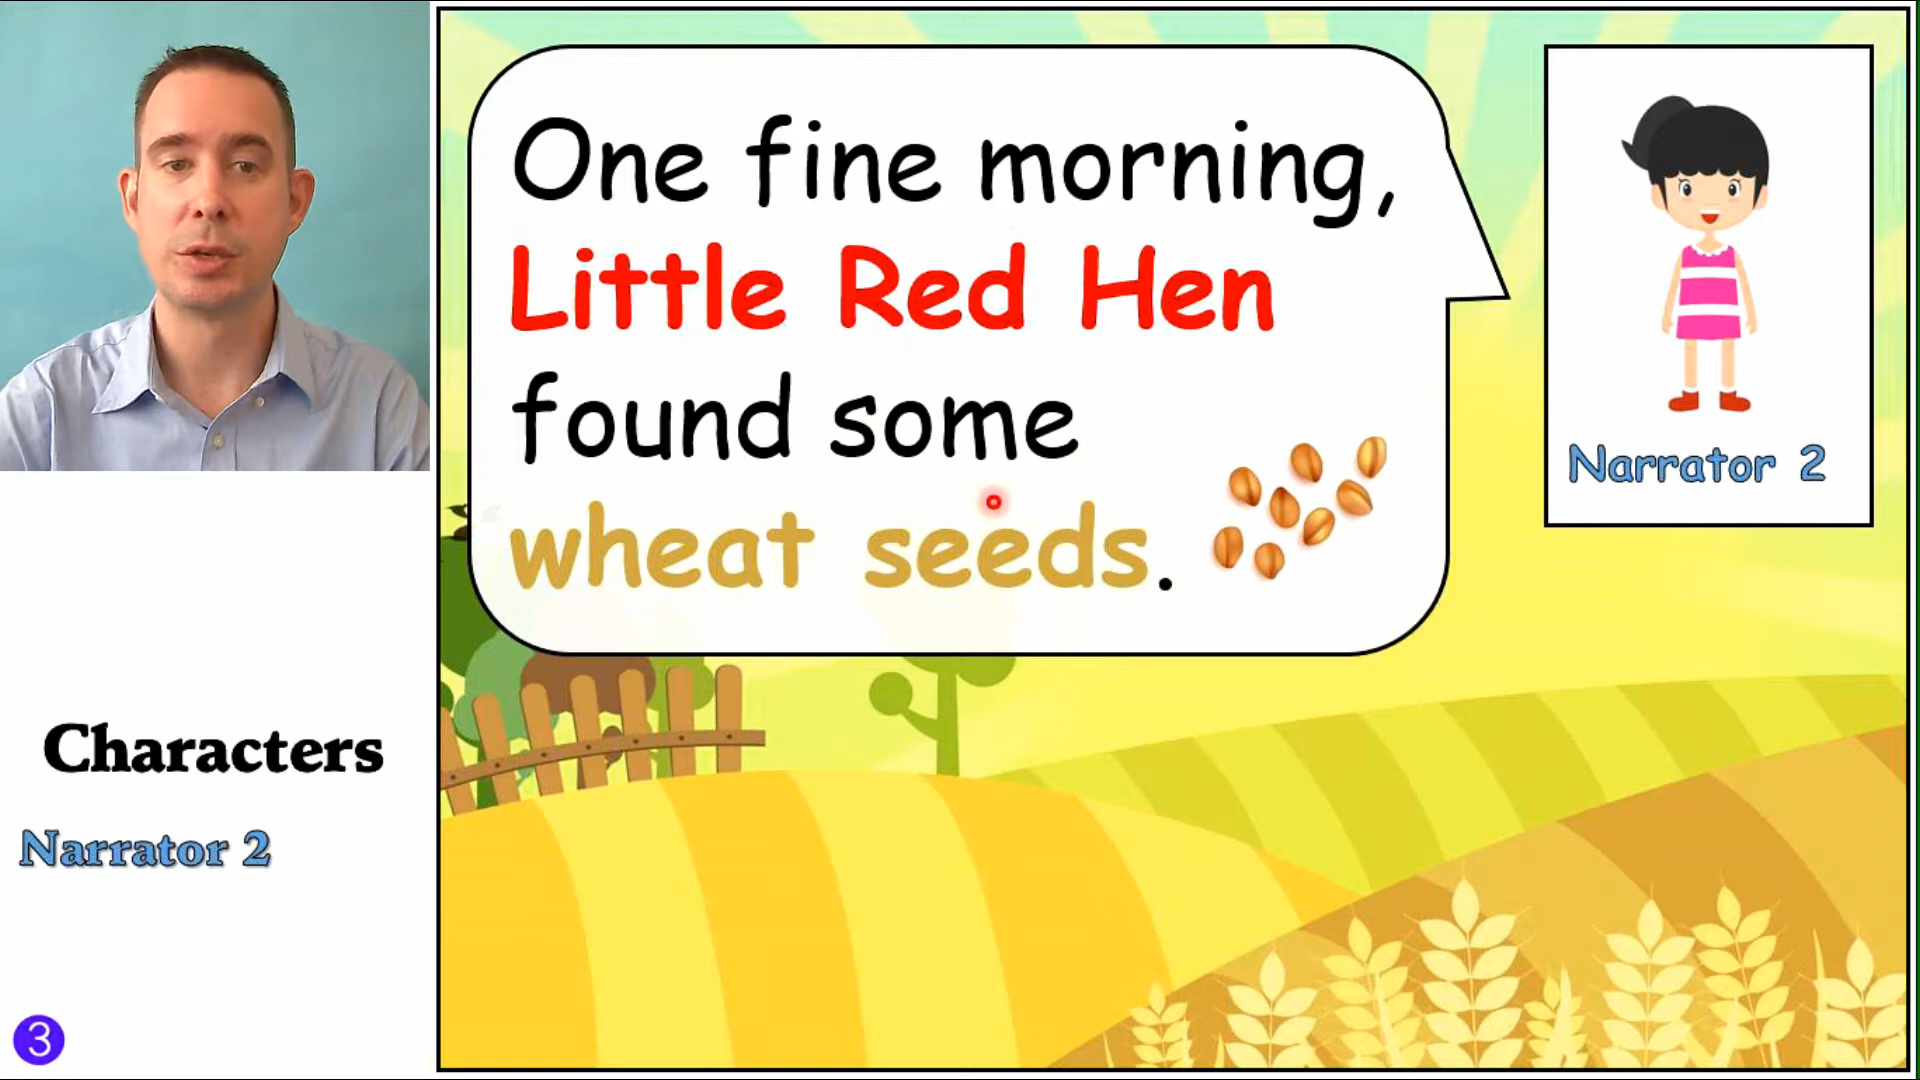 One fine morning,
Little Red Hen
found some
wheat seeds.
Narrator 2
Characters
Narrator 2
3